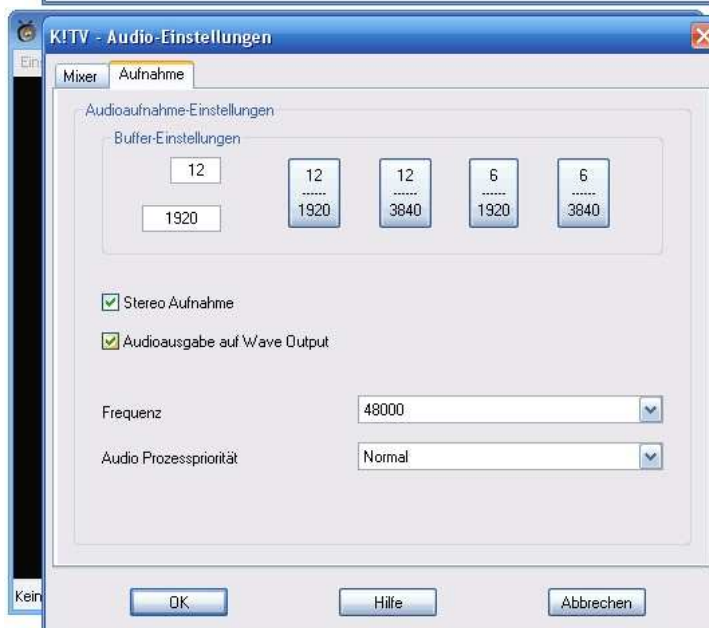 K!TV - Audio-Einstellungen
Ein
Mixer
Aufnahme
Audioaufnahme-Einstellungen
Buffer-Einstellungen
12
1920
12
------
1920
12
------
3840
6
------
1920
6
------
3840
Stereo Aufnahme
Audioausgabe auf Wave Output
Frequenz
48000
Audio Prozesspriorität
Normal
Kein
OK
Hilfe
Abbrechen